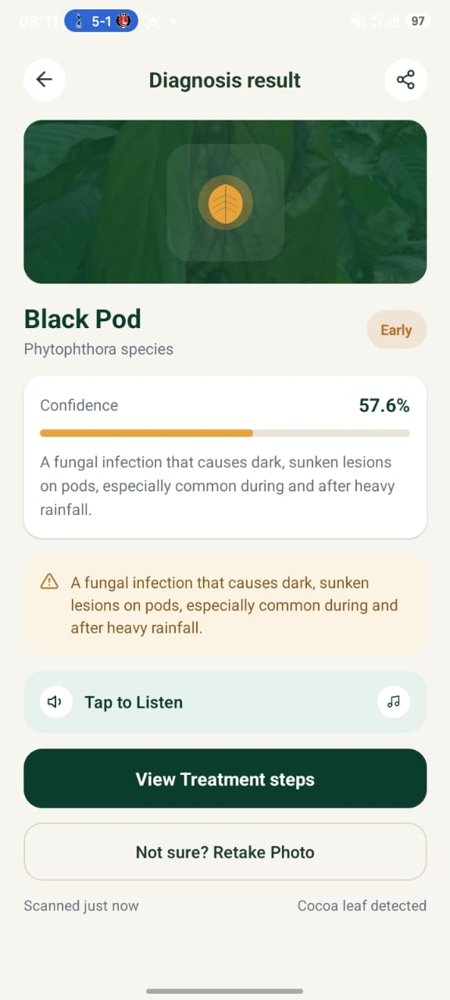 08:11 5-1 97
Diagnosis result
Black Pod
Early
Phytophthora species
Confidence 57.6%
A fungal infection that causes dark, sunken lesions
on pods, especially common during and after heavy
rainfall.
A fungal infection that causes dark, sunken
lesions on pods, especially common during and
after heavy rainfall.
Tap to Listen
View Treatment steps
Not sure? Retake Photo
Scanned just now Cocoa leaf detected